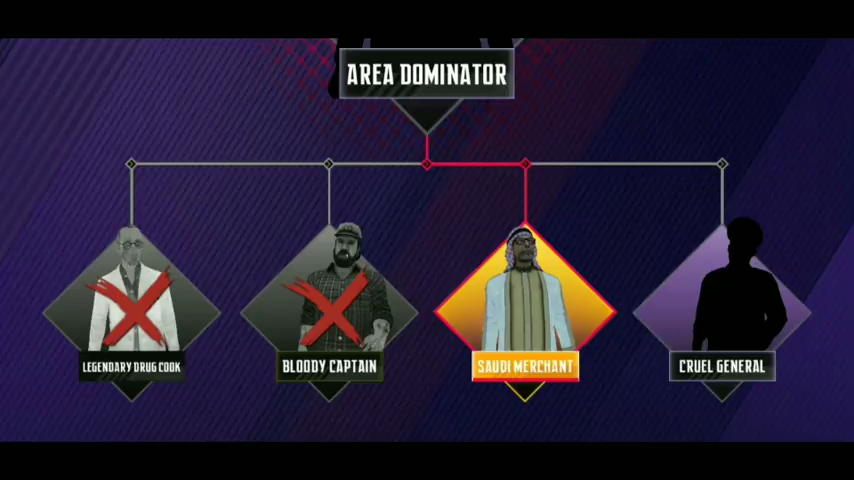 AREA DOMINATOR
LEGENDARY DRUG COOK
BLOODY CAPTAIN
SAUDI MERCHANT
CRUEL GENERAL